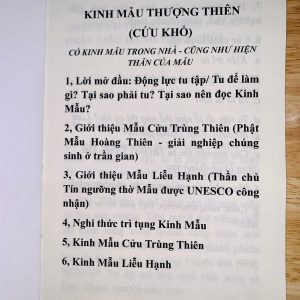 KINH MẪU THƯỢNG THIÊN
(CỨU KHỔ)
CÓ KINH MẪU TRONG NHÀ - CŨNG NHƯ HIỆN
THÂN CỦA MẪU
1, Lời mở đầu: Động lực tu tập/ Tu để làm
gì? Tại sao phải tu? Tại sao nên đọc Kinh
Mẫu?
2, Giới thiệu Mẫu Cửu Trùng Thiên (Phật
Mẫu Hoàng Thiên - giải nghiệp chúng
sinh ở trần gian)
3, Giới thiệu Mẫu Liễu Hạnh (Thần chủ
Tín ngưỡng thờ Mẫu được UNESCO công
nhận)
4, Nghi thức trì tụng Kinh Mẫu
5, Kinh Mẫu Cửu Trùng Thiên
6, Kinh Mẫu Liễu Hạnh